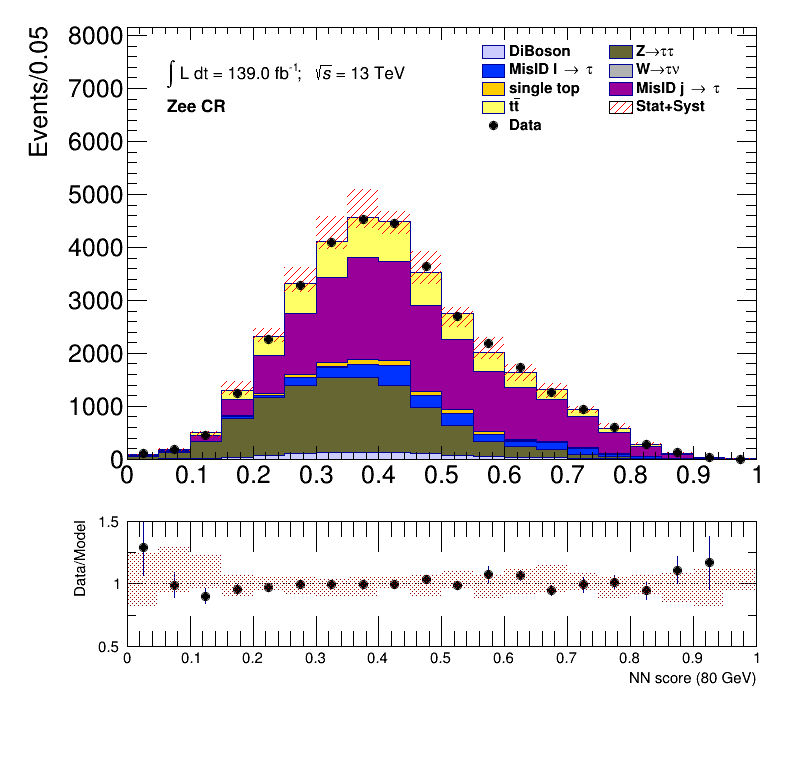 Events/0.05
8000
7000
6000
5000
4000
3000
2000
1000
0
∫ L dt = 139.0 fb⁻¹; √s = 13 TeV
Zee CR
DiBoson
MisID l → τ
single top
tt̄
Data
Z→ττ
W→τν
MisID j → τ
Stat+Syst
0 0.1 0.2 0.3 0.4 0.5 0.6 0.7 0.8 0.9 1
Data/Model
1.5
1
0.5
0 0.1 0.2 0.3 0.4 0.5 0.6 0.7 0.8 0.9 1
NN score (80 GeV)